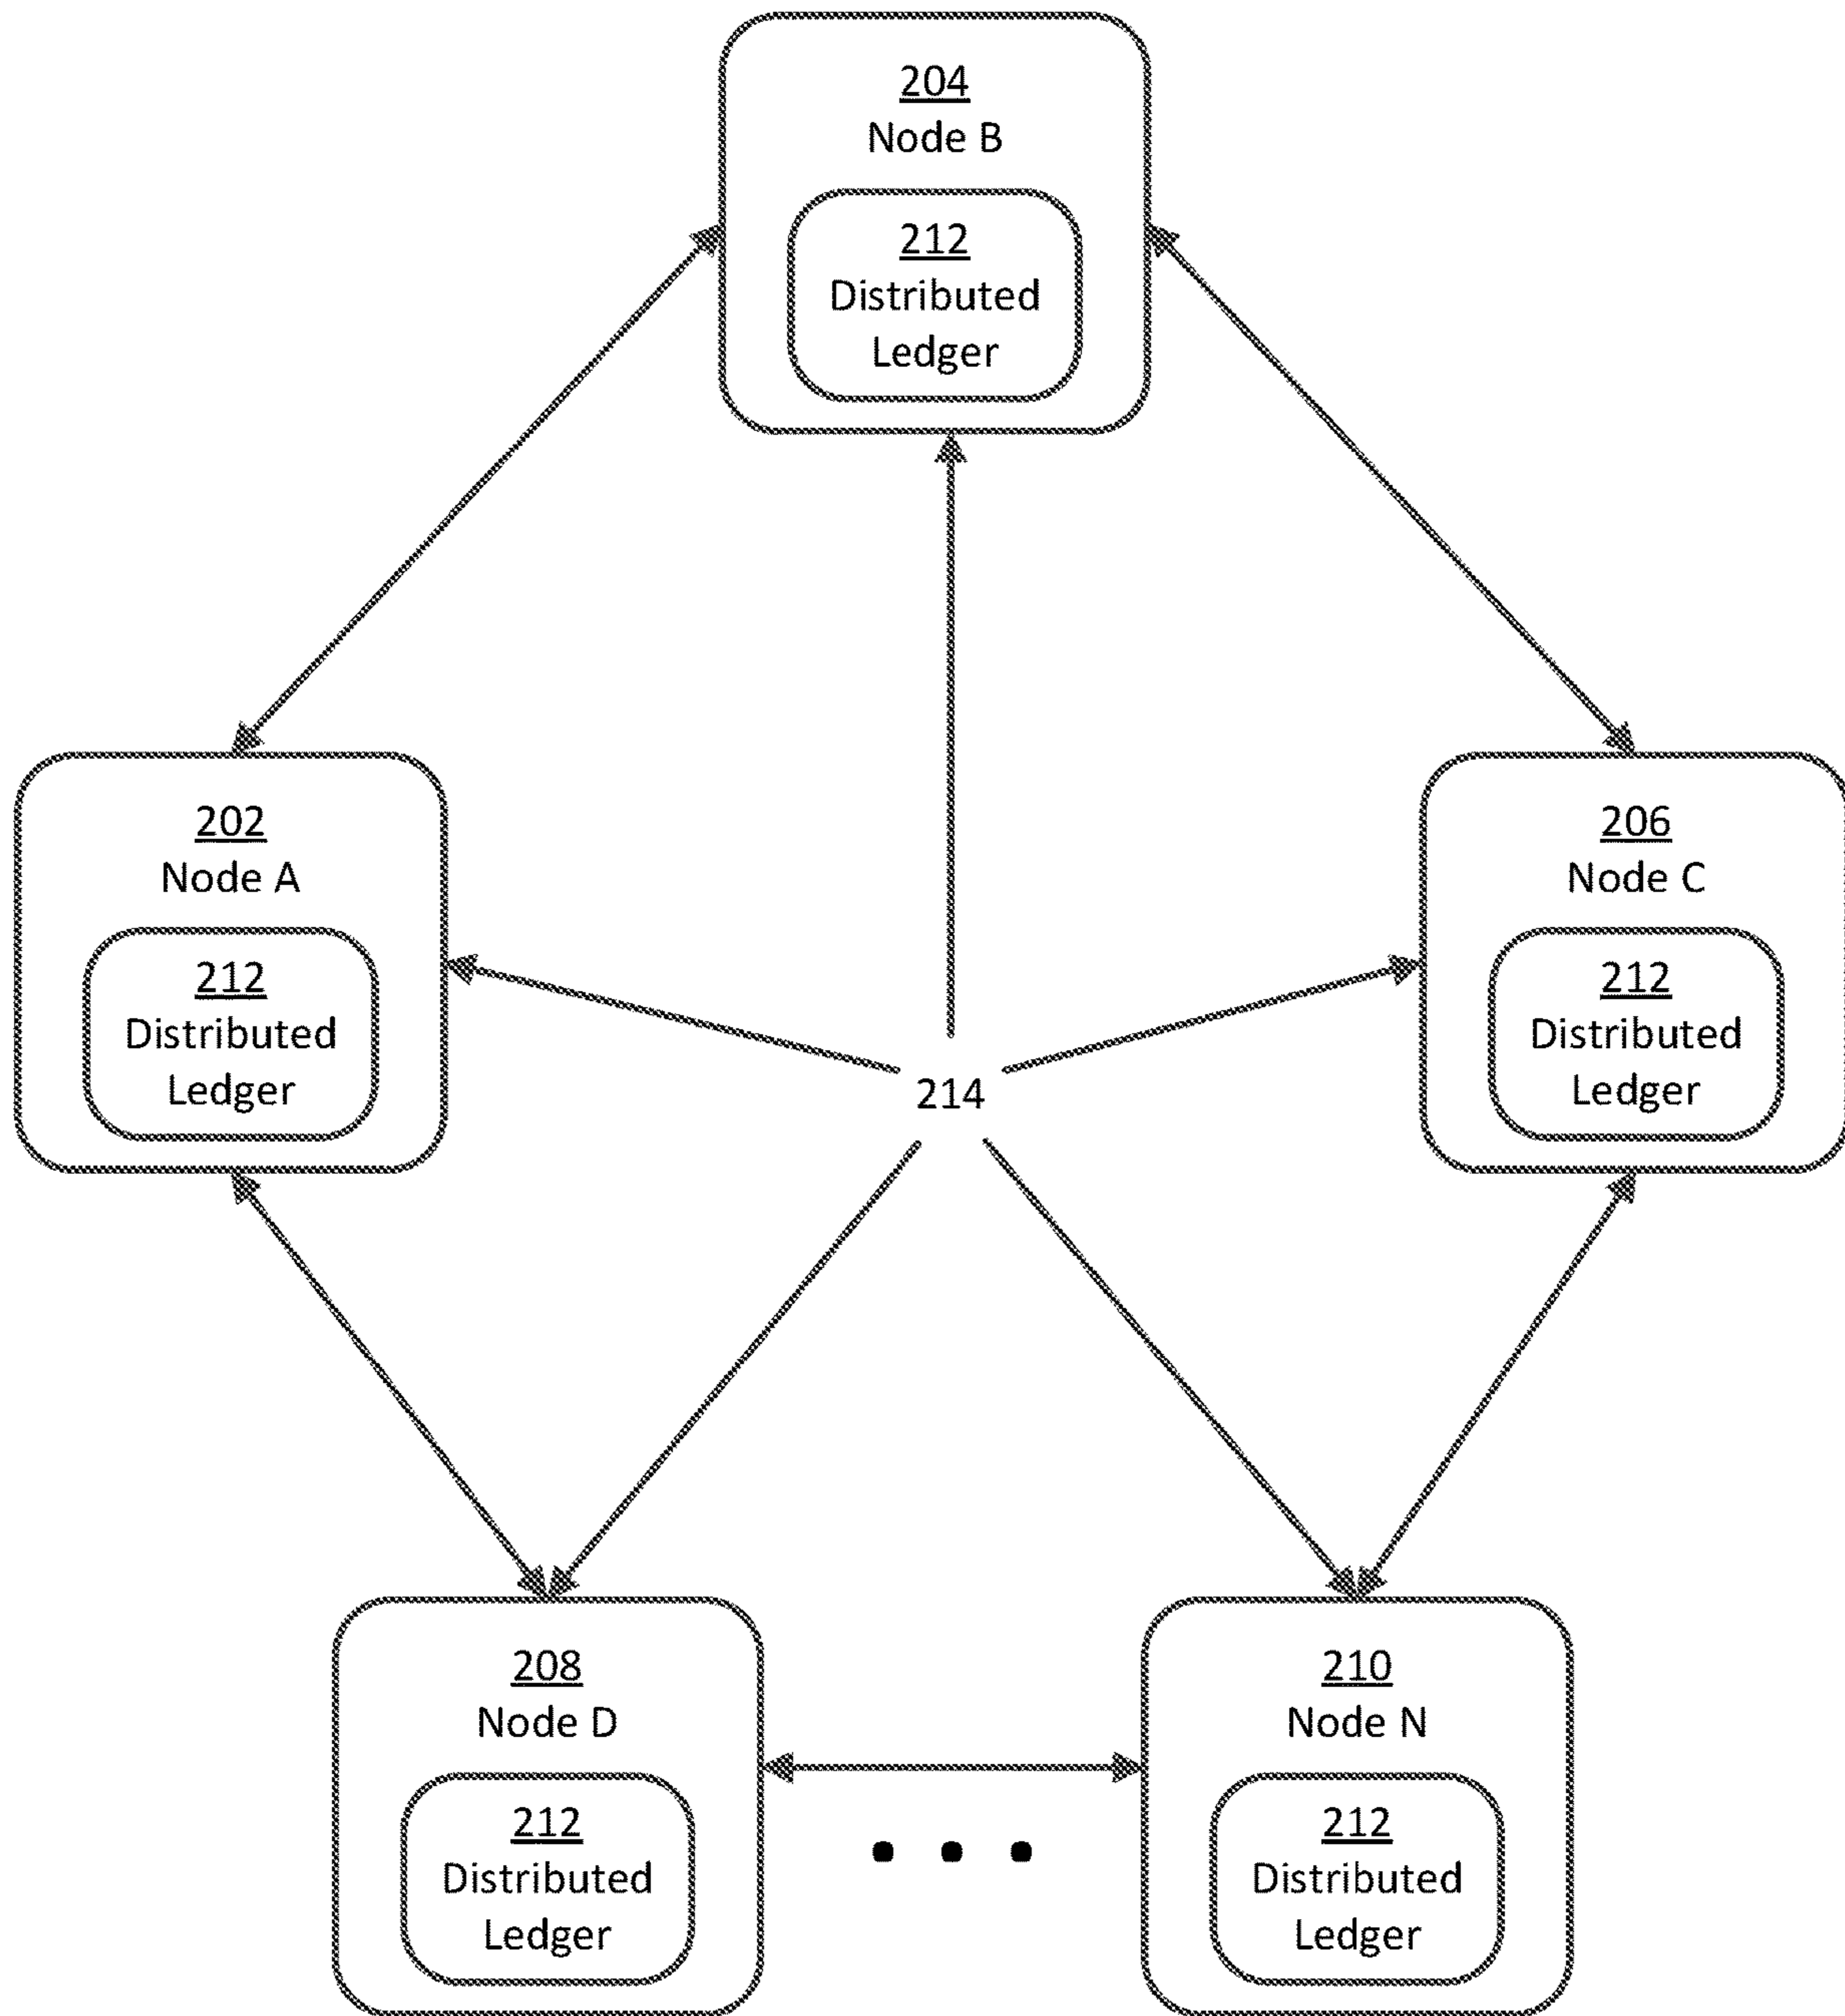 204
Node B
212
Distributed
Ledger
202
Node A
212
Distributed
Ledger
206
Node C
212
Distributed
Ledger
214
208
Node D
212
Distributed
Ledger
210
Node N
212
Distributed
Ledger